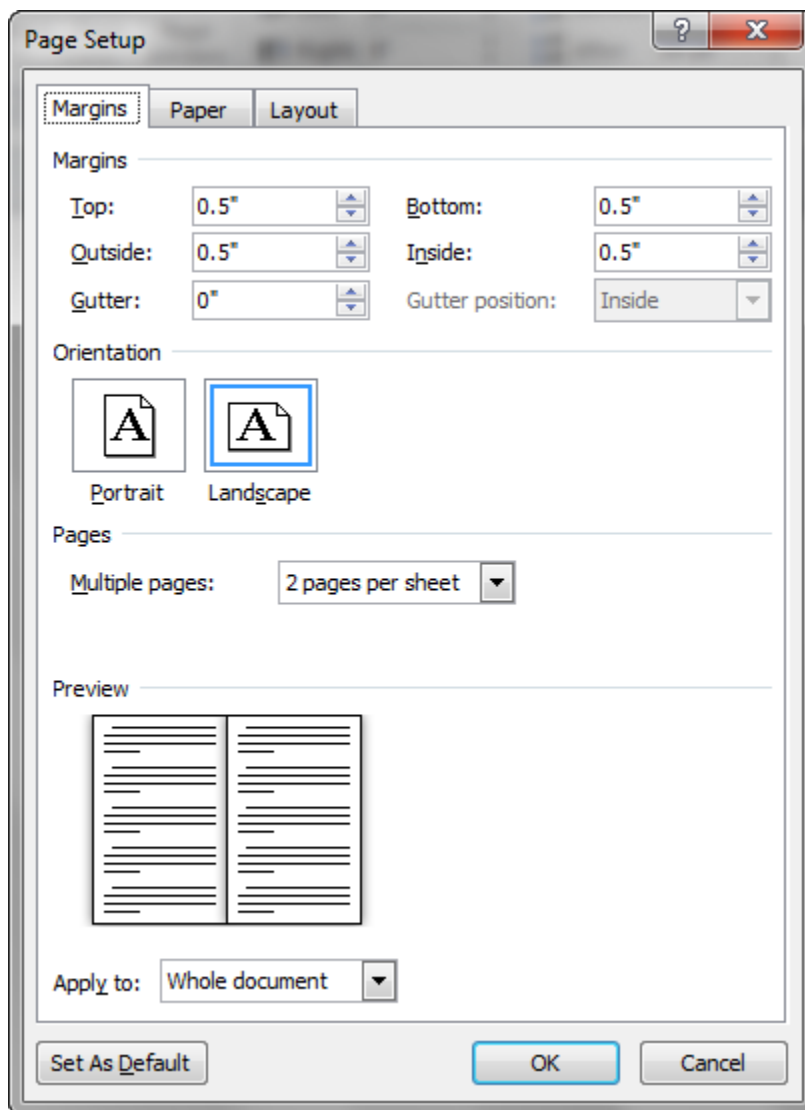 Page Setup
?
Margins Paper Layout
Margins
Top: 0.5" Bottom: 0.5"
Outside: 0.5" Inside: 0.5"
Gutter: 0" Gutter position: Inside
Orientation
A A
Portrait Landscape
Pages
Multiple pages: 2 pages per sheet
Preview
Apply to: Whole document
Set As Default OK Cancel